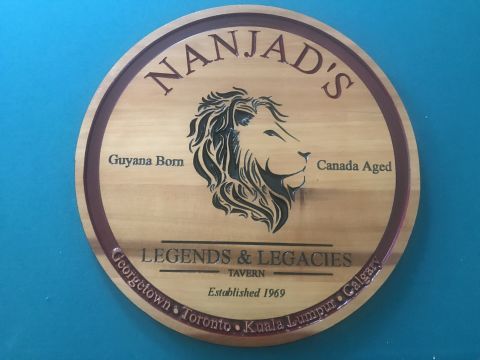 NANJAD'S
Guyana Born
Canada Aged
LEGENDS & LEGACIES
TAVERN
Established 1969
Georgetown • Toronto • Kuala Lumpur • Calgary